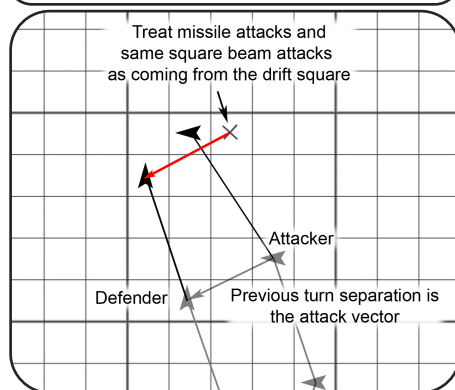 Treat missile attacks and
same square beam attacks
as coming from the drift square
Attacker
Defender
Previous turn separation is
the attack vector